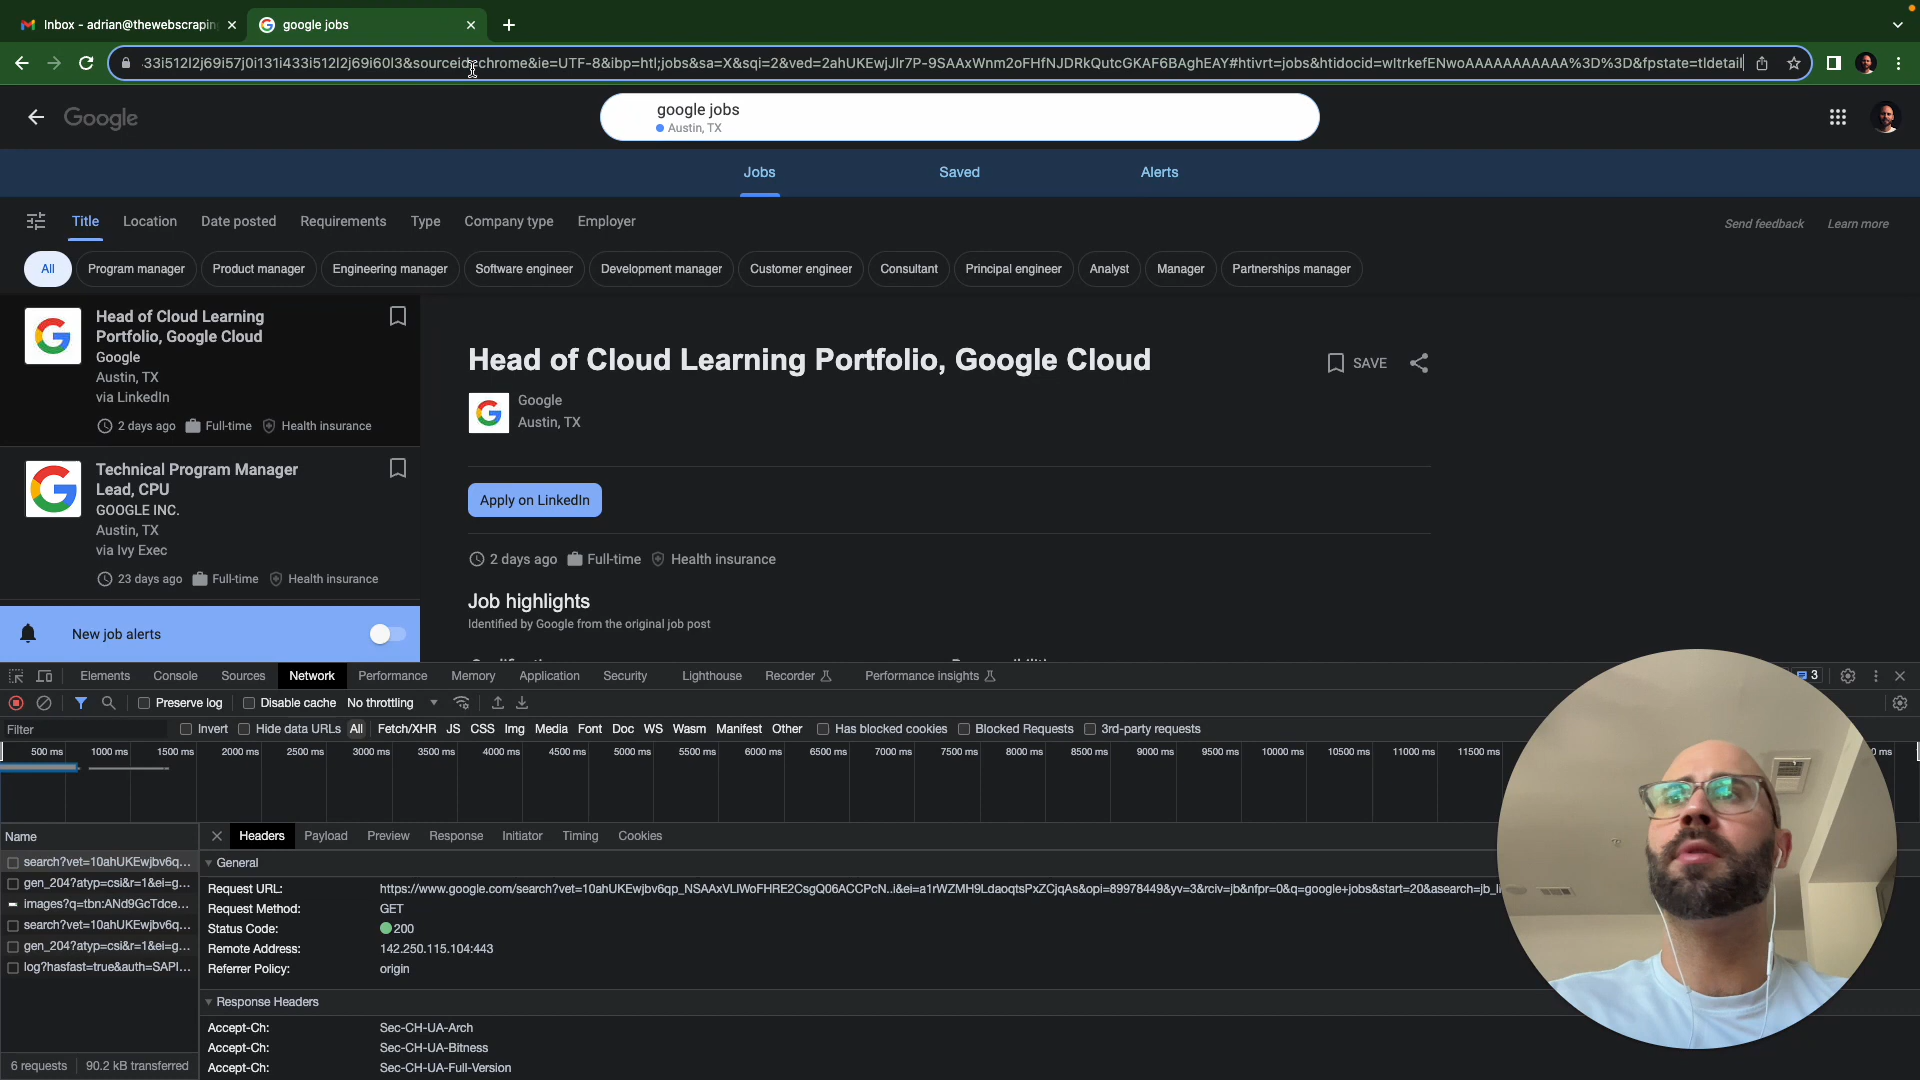 Inbox - adrian@thewebscraping
google jobs
33i512l2j69i57j0i131i433i512l2j69i60l3&sourceid=chrome&ie=UTF-8&ibp=htl;jobs&sa=X&sqi=2&ved=2ahUKEwjJlr7P-9SAAxWnm2oFHfNJDRkQutcGKAF6BAghEAY#htivrt=jobs&htidocid=wltrkefENwoAAAAAAAAAAA%3D%3D&fpstate=tldetail
Google
google jobs
Austin, TX
Jobs
Saved
Alerts
Title
Location
Date posted
Requirements
Type
Company type
Employer
Send feedback
Learn more
All
Program manager
Product manager
Engineering manager
Software engineer
Development manager
Customer engineer
Consultant
Principal engineer
Analyst
Manager
Partnerships manager
Head of Cloud Learning
Portfolio, Google Cloud
Google
Austin, TX
via LinkedIn
2 days ago
Full-time
Health insurance
Technical Program Manager
Lead, CPU
GOOGLE INC.
Austin, TX
via Ivy Exec
23 days ago
Full-time
Health insurance
New job alerts
Head of Cloud Learning Portfolio, Google Cloud
SAVE
Google
Austin, TX
Apply on LinkedIn
2 days ago
Full-time
Health insurance
Job highlights
Identified by Google from the original job post
Elements
Console
Sources
Network
Performance
Memory
Application
Security
Lighthouse
Recorder
Performance insights
3
Preserve log
Disable cache
No throttling
Filter
Invert
Hide data URLs
All
Fetch/XHR
JS
CSS
Img
Media
Font
Doc
WS
Wasm
Manifest
Other
Has blocked cookies
Blocked Requests
3rd-party requests
500 ms
1000 ms
1500 ms
2000 ms
2500 ms
3000 ms
3500 ms
4000 ms
4500 ms
5000 ms
5500 ms
6000 ms
6500 ms
7000 ms
7500 ms
8000 ms
8500 ms
9000 ms
9500 ms
10000 ms
10500 ms
11000 ms
11500 ms
Name
search?vet=10ahUKEwjbv6q...
gen_204?atyp=csi&r=1&ei=g...
images?q=tbn:ANd9GcTdce...
search?vet=10ahUKEwjbv6q...
gen_204?atyp=csi&r=1&ei=g...
log?hasfast=true&auth=SAPI...
6 requests
90.2 kB transferred
Headers
Payload
Preview
Response
Initiator
Timing
Cookies
General
Request URL:
https://www.google.com/search?vet=10ahUKEwjbv6qp_NSAAxVLIWoFHRE2CsgQ06ACCPcN..i&ei=a1rWZMH9LdaoqtsPxZCjqAs&opi=89978449&yv=3&rciv=jb&nfpr=0&q=google+jobs&start=20&asearch=jb_li
Request Method:
GET
Status Code:
200
Remote Address:
142.250.115.104:443
Referrer Policy:
origin
Response Headers
Accept-Ch:
Sec-CH-UA-Arch
Accept-Ch:
Sec-CH-UA-Bitness
Accept-Ch:
Sec-CH-UA-Full-Version